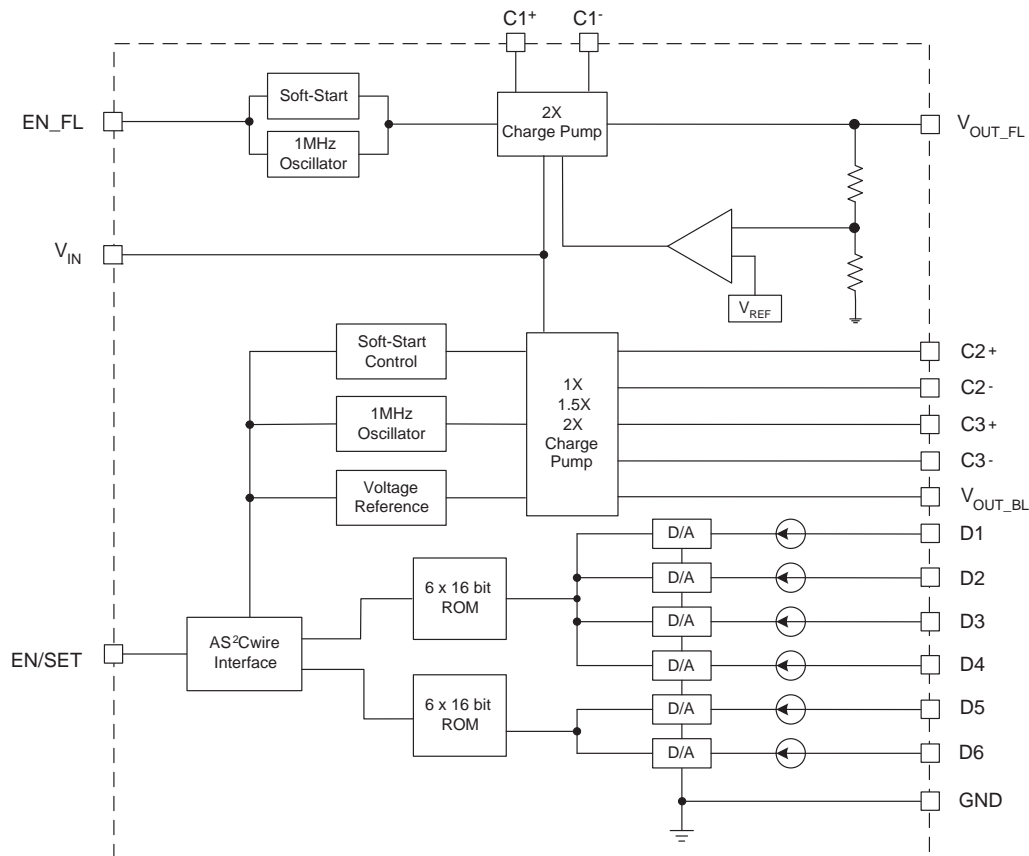 C1+ C1-
EN_FL
Soft-Start
1MHz
Oscillator
2X
Charge Pump
VOUT_FL
VIN
VREF
Soft-Start
Control
1MHz
Oscillator
Voltage
Reference
1X
1.5X
2X
Charge
Pump
C2+
C2-
C3+
C3-
VOUT_BL
EN/SET
AS²Cwire
Interface
6 x 16 bit
ROM
6 x 16 bit
ROM
D/A D1
D/A D2
D/A D3
D/A D4
D/A D5
D/A D6
GND